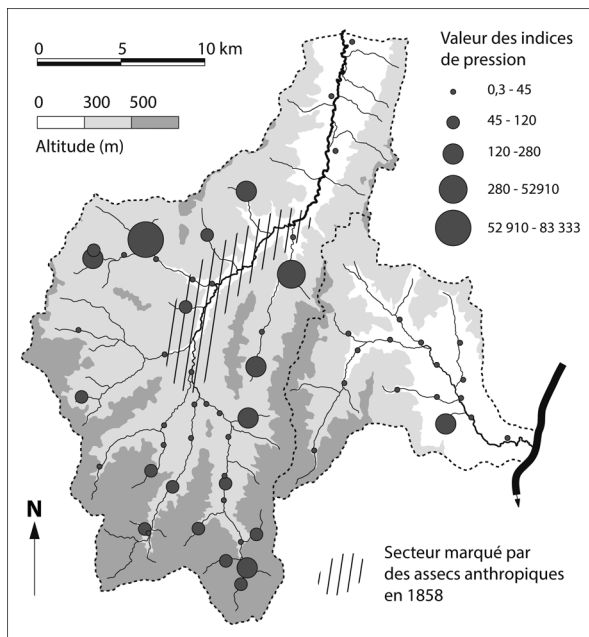 0 5 10 km
0 300 500
Altitude (m)
Valeur des indices
de pression
0,3 - 45
45 - 120
120 -280
280 - 52910
52 910 - 83 333
N
Secteur marqué par
des assecs anthropiques
en 1858